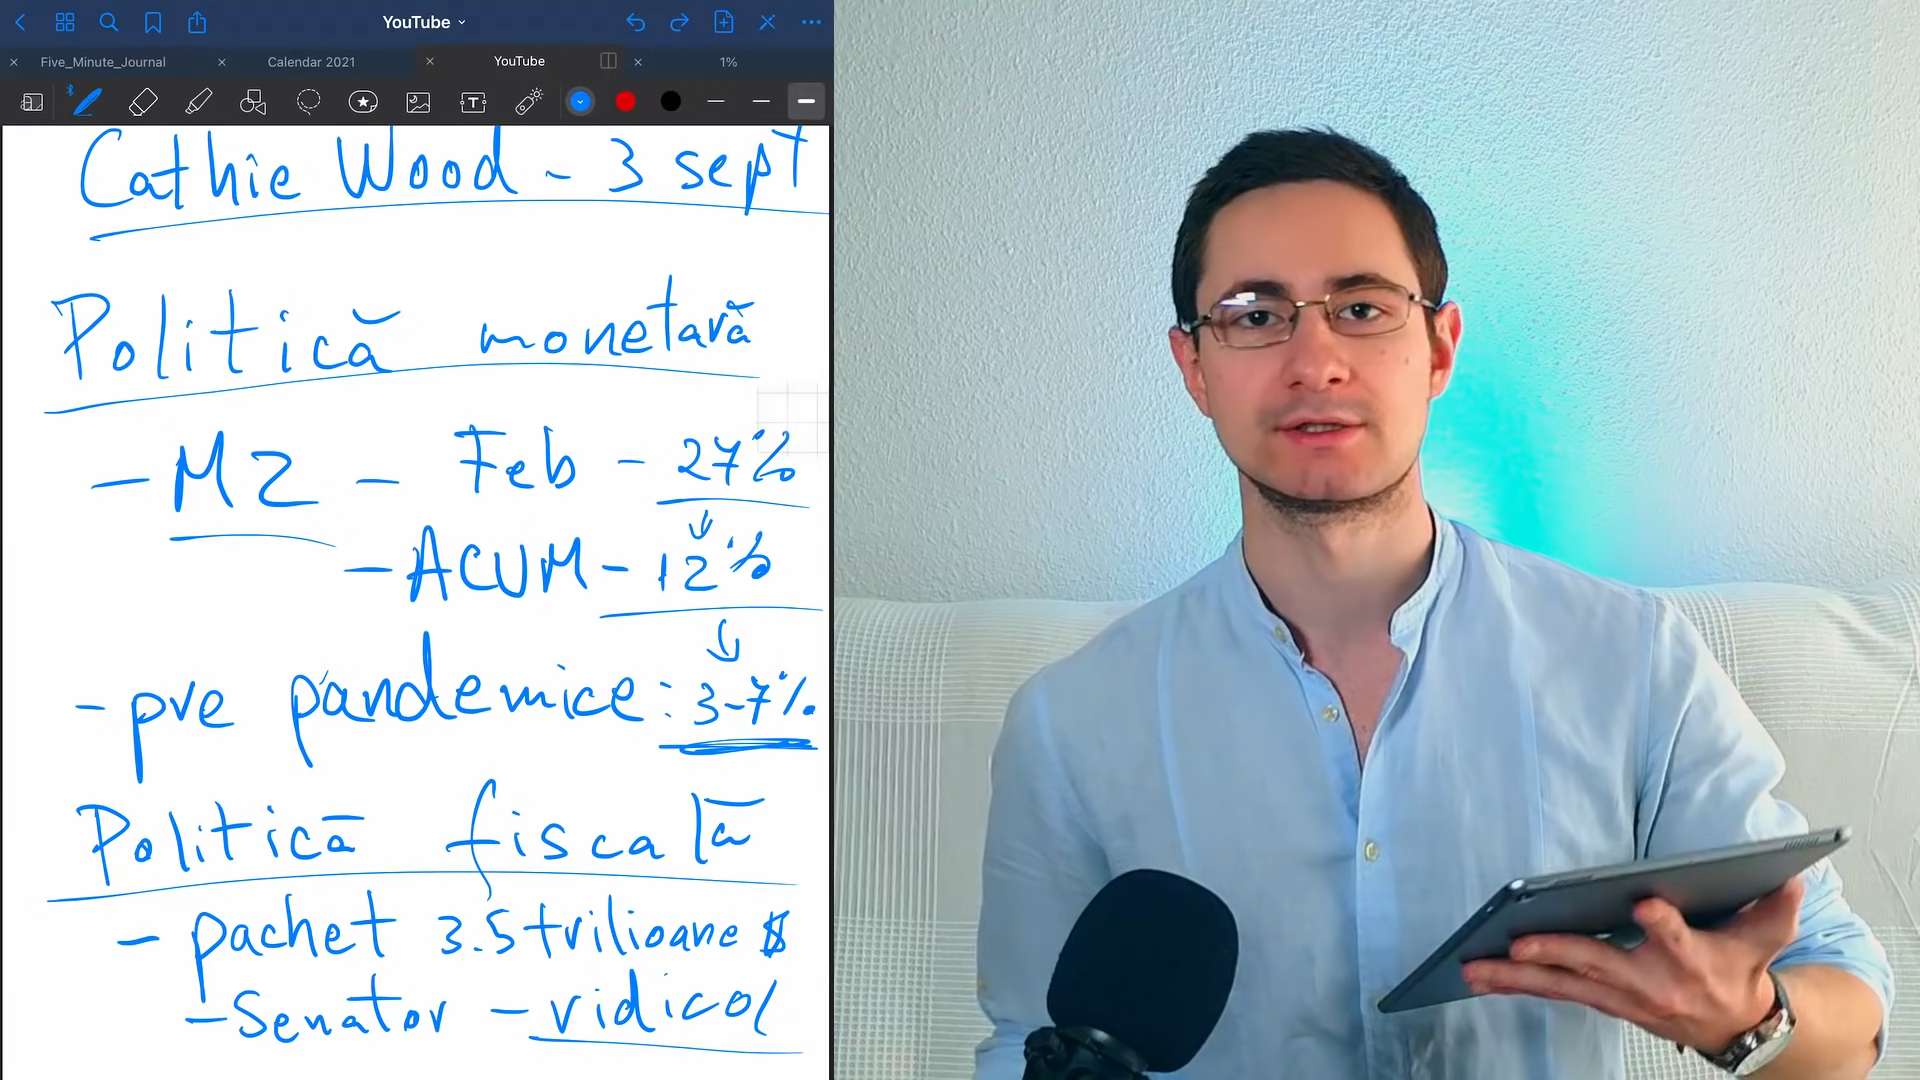 YouTube
Five_Minute_Journal
Calendar 2021
YouTube
1%
T
Cathie Wood - 3 sept
Politică monetară
- M2 - Feb - 27%
- ACUM - 12%
- pre pandemice: 3-7%
Politică fiscală
- pachet 3.5 trilioane $
- Senator - ridicol